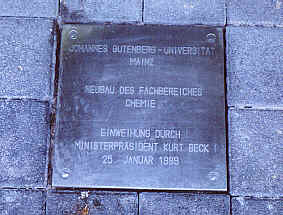 JOHANNES GUTENBERG - UNIVERSITÄT
MAINZ
NEUBAU DES FACHBEREICHES
CHEMIE
EINWEIHUNG DURCH
MINISTERPRÄSIDENT KURT BECK
25. JANUAR 1999